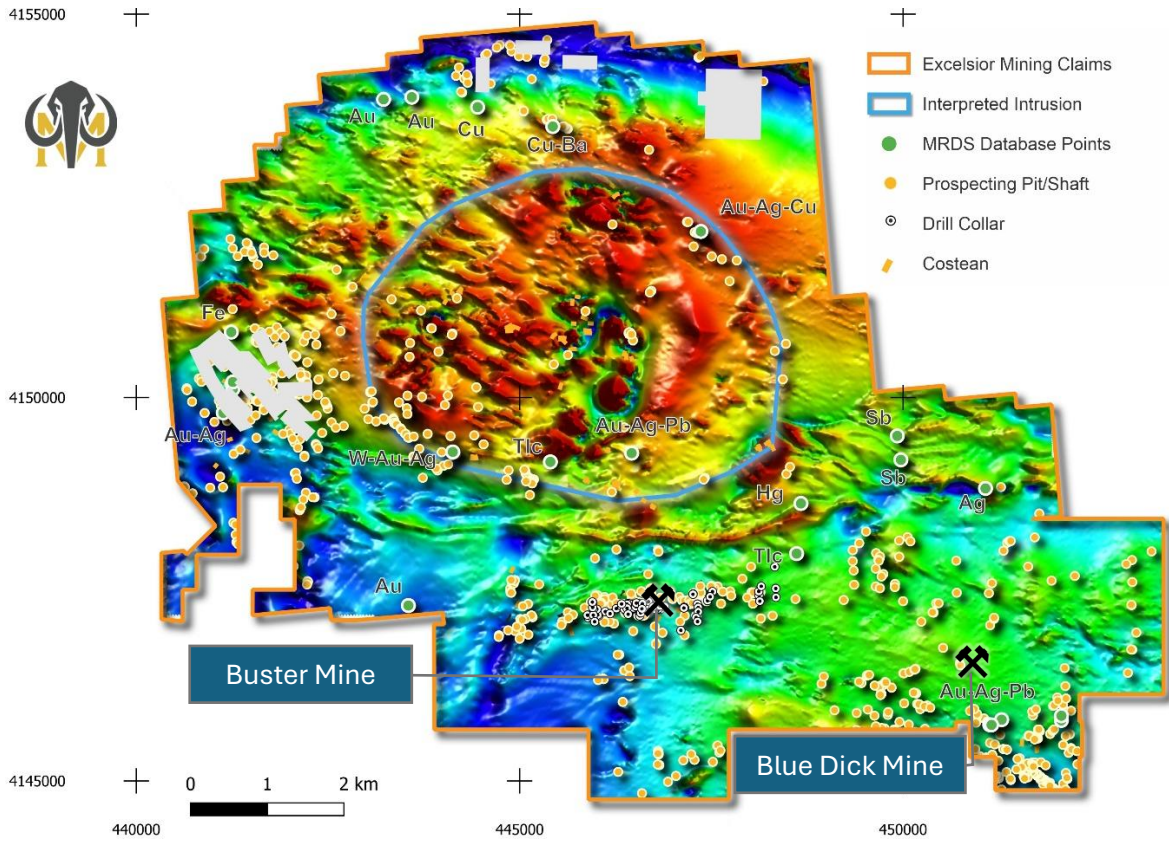 4155000
Excelsior Mining Claims
Interpreted Intrusion
MRDS Database Points
Prospecting Pit/Shaft
Drill Collar
Costean
Au
Au
Cu
Cu-Ba
Au-Ag-Cu
Fe
4150000
Au-Ag
W-Au-Ag
Tlc
Au-Ag-Pb
Sb
Sb
Hg
Ag
Tlc
Au
Buster Mine
Au-Ag-Pb
Blue Dick Mine
4145000
0 1 2 km
440000 445000 450000